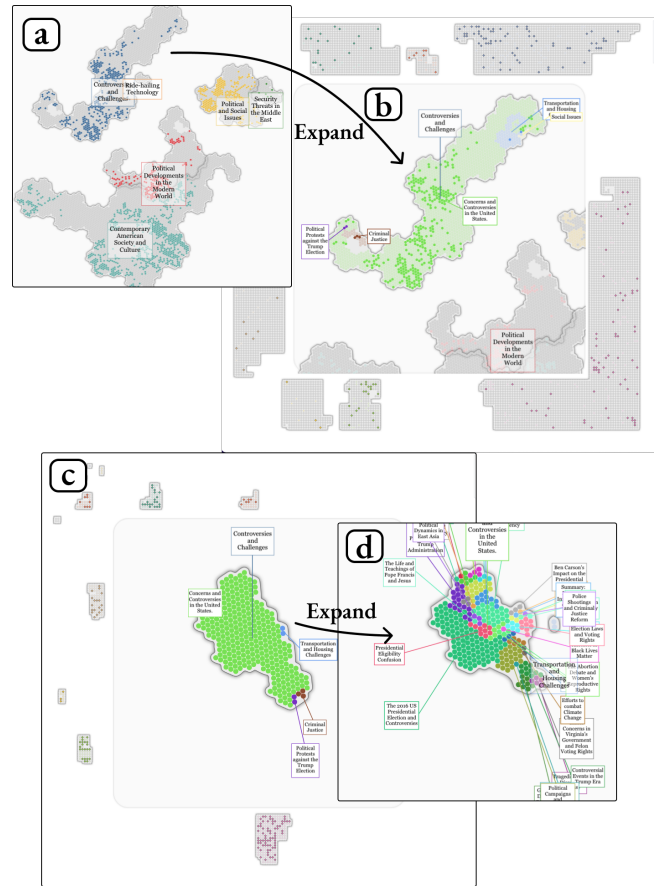 a
Controversies
and
Challenges
Ride-hailing
Technology
Political
and Social
Issues
Security
Threats in the
Middle
East
Political
Developments
in the
Modern
World
Contemporary
American
Society and
Culture
Expand
b
Controversies
and
Challenges
Transportation
and Housing
Social Issues
Concerns and
Controversies
in the United
States.
Political
Protests
against the
Trump
Election
Criminal
Justice
Political
Developments
in the
Modern
World
c
Controversies
and
Challenges
Concerns and
Controversies
in the United
States.
Transportation
and Housing
Challenges
Criminal
Justice
Political
Protests
against the
Trump
Election
Expand
d
Political
Dynamics in
East Asia
Trump
Administration
Controversies
in the
United
States.
The Life and
Teachings of
Pope Francis
and Jesus
Ben Carson's
Impact on the
Presidential
Summary:
Police
Shootings
and Criminal
Justice
Reform
Election Laws
and Voting
Rights
Black Lives
Matter
Presidential
Eligibility
Confusion
Abortion
Debate and
Women's
Reproductive
Rights
Transportation
and
Housing
Challenges
The 2016 US
Presidential
Election and
Controversies
Efforts to
combat
Climate
Change
Concerns in
Virginia's
Government
and Felon
Voting Rights
Controversial
Events in the
Trump Era
Political
Campaigns
and